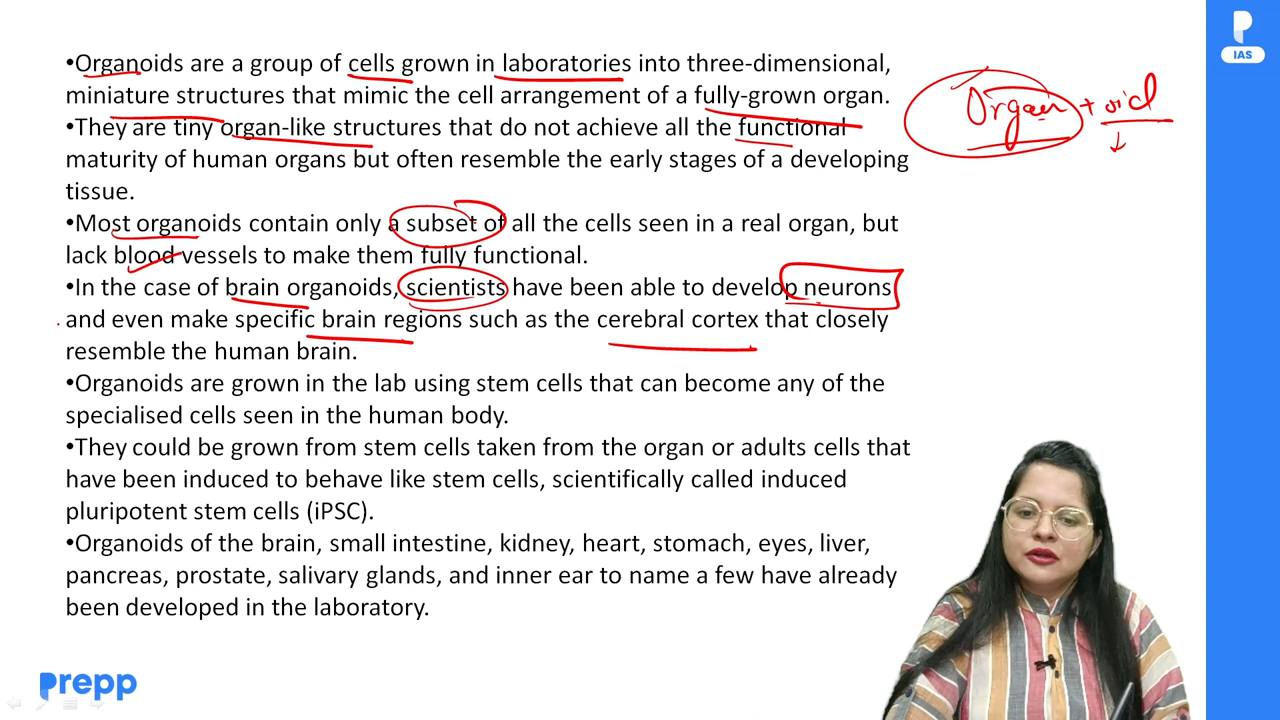 •Organoids are a group of cells grown in laboratories into three-dimensional,
miniature structures that mimic the cell arrangement of a fully-grown organ.
•They are tiny organ-like structures that do not achieve all the functional
maturity of human organs but often resemble the early stages of a developing
tissue.
•Most organoids contain only a subset of all the cells seen in a real organ, but
lack blood vessels to make them fully functional.
•In the case of brain organoids, scientists have been able to develop neurons
and even make specific brain regions such as the cerebral cortex that closely
resemble the human brain.
•Organoids are grown in the lab using stem cells that can become any of the
specialised cells seen in the human body.
•They could be grown from stem cells taken from the organ or adults cells that
have been induced to behave like stem cells, scientifically called induced
pluripotent stem cells (iPSC).
•Organoids of the brain, small intestine, kidney, heart, stomach, eyes, liver,
pancreas, prostate, salivary glands, and inner ear to name a few have already
been developed in the laboratory.
Organ + oid
IAS
prepp